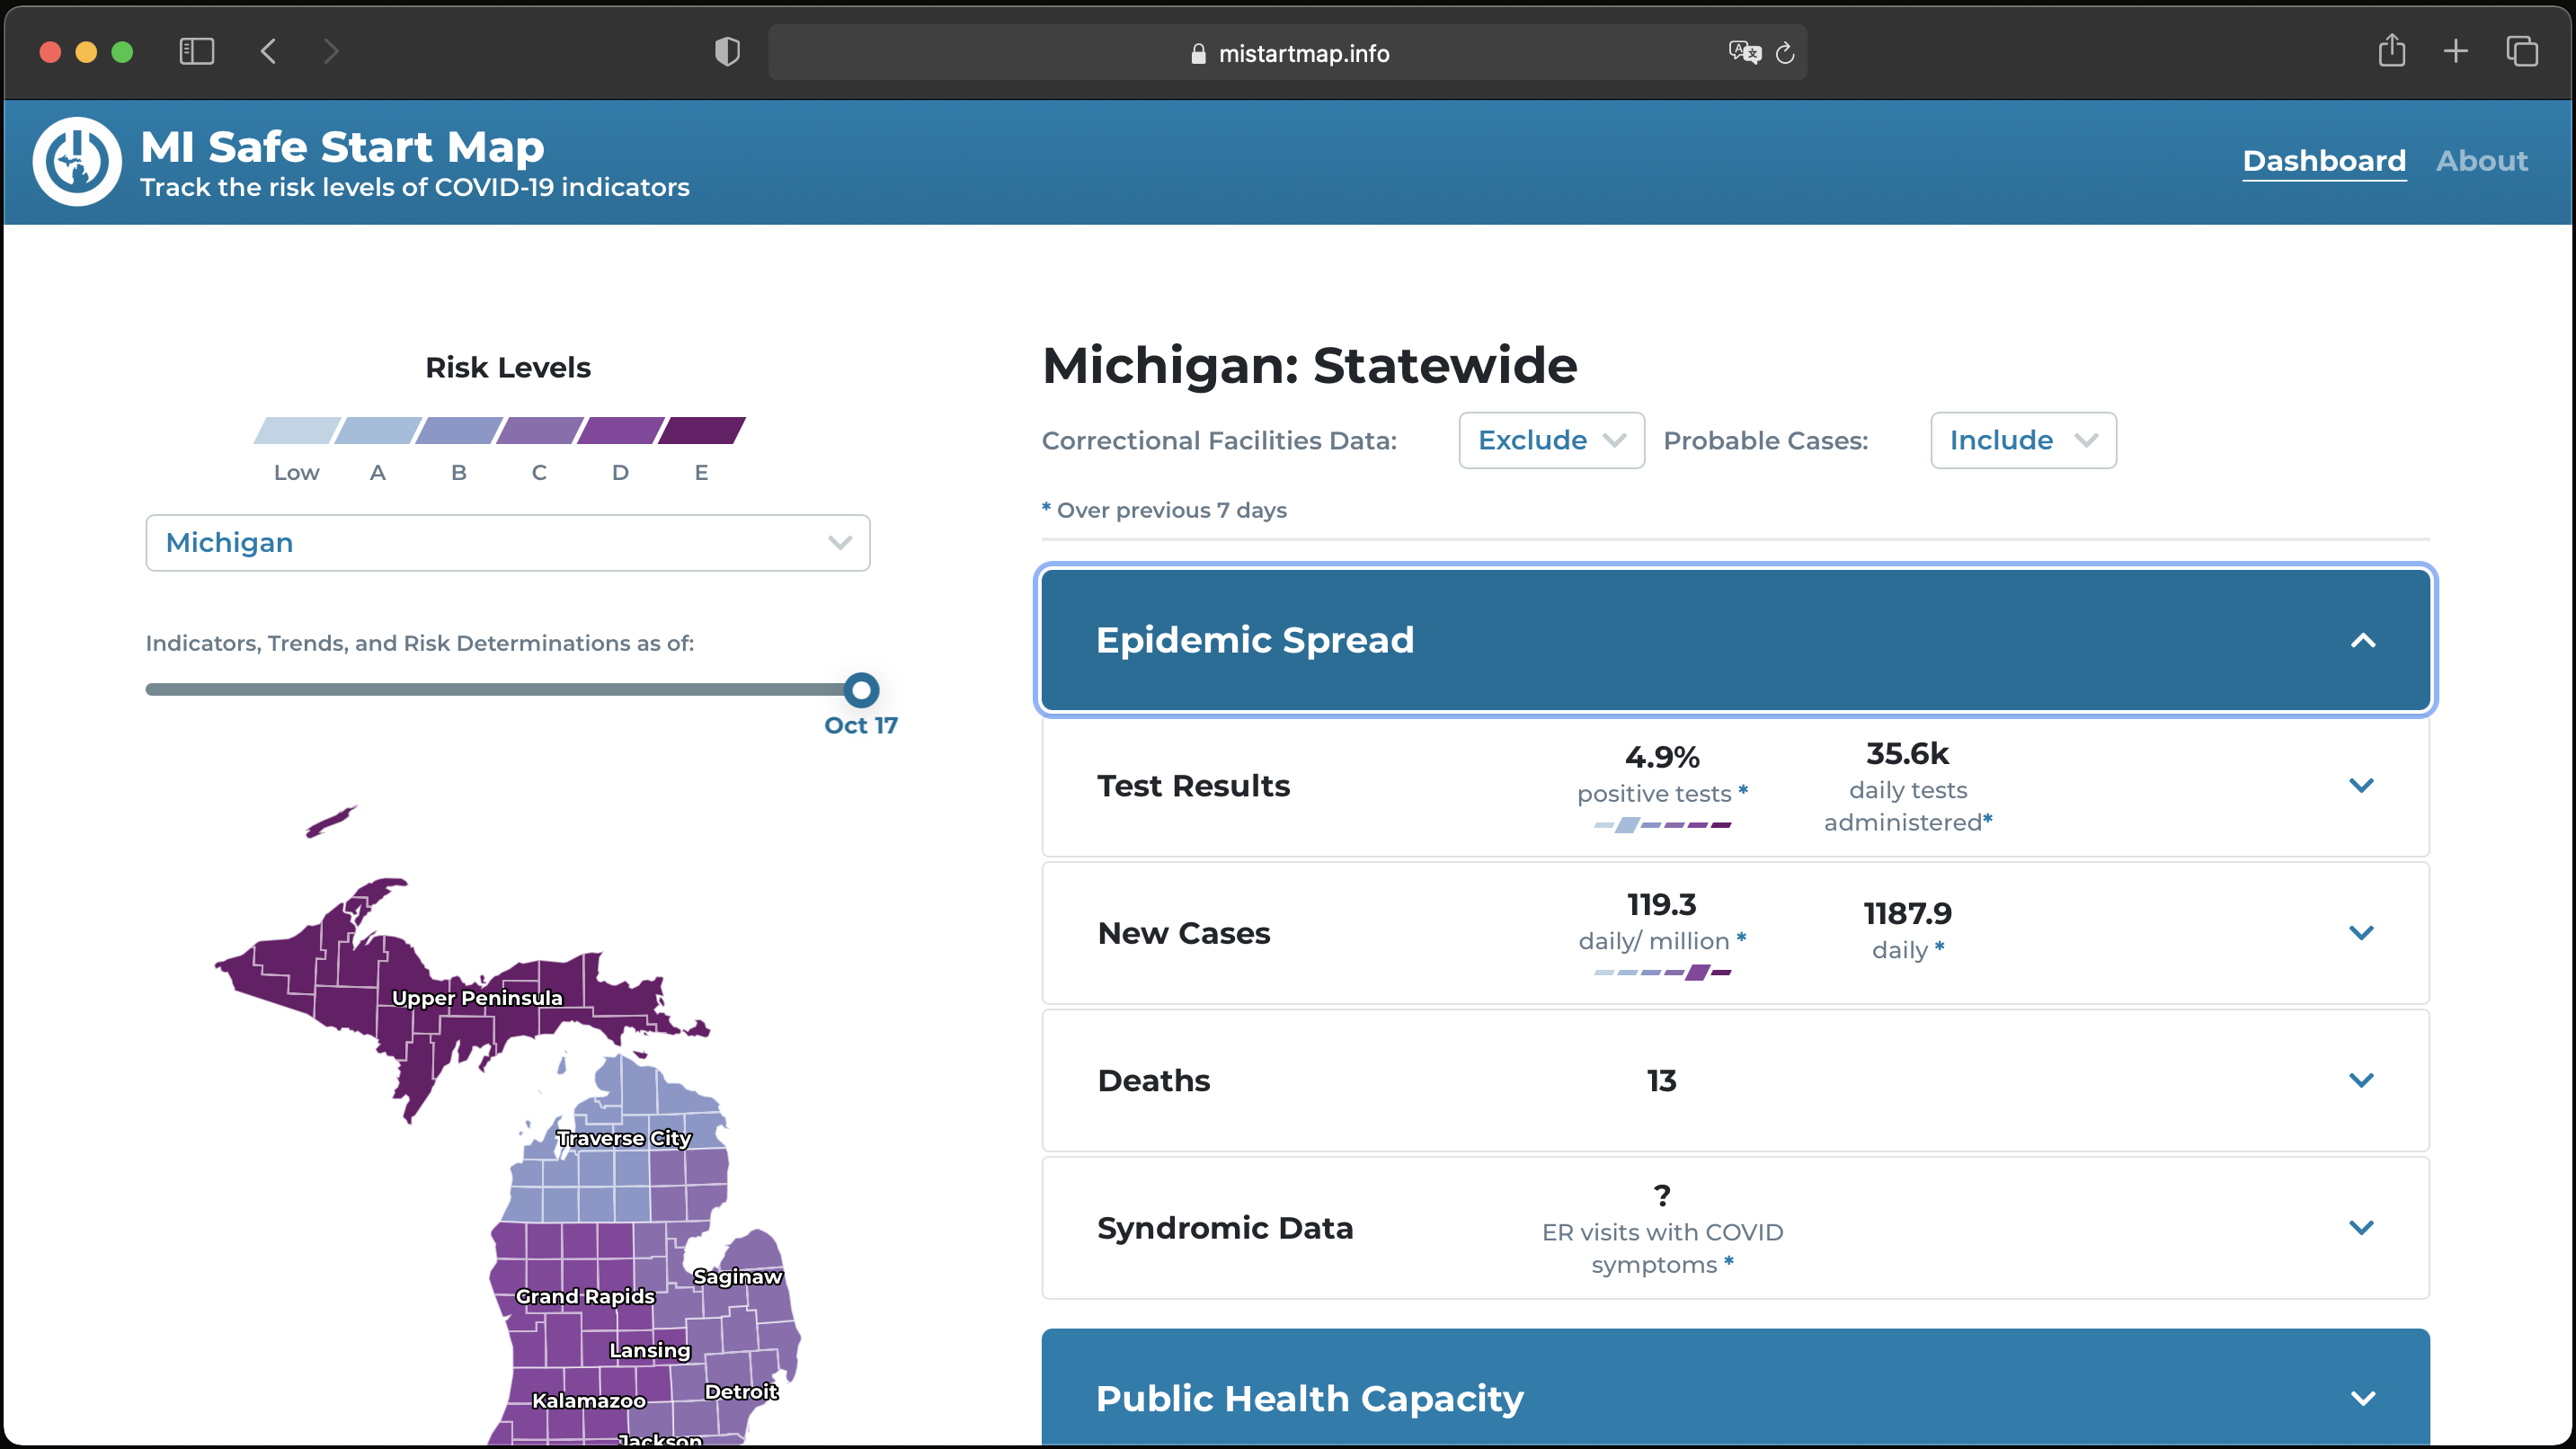 mistartmap.info
MI Safe Start Map
Track the risk levels of COVID-19 indicators
Dashboard
About
Risk Levels
Low A B C D E
Michigan
Indicators, Trends, and Risk Determinations as of:
Oct 17
Upper Peninsula
Traverse City
Saginaw
Grand Rapids
Lansing
Detroit
Kalamazoo
Jackson
Michigan: Statewide
Correctional Facilities Data: Exclude Probable Cases: Include
* Over previous 7 days
Epidemic Spread
Test Results
4.9%
positive tests *
35.6k
daily tests
administered*
New Cases
119.3
daily/ million *
1187.9
daily *
Deaths
13
Syndromic Data
?
ER visits with COVID
symptoms *
Public Health Capacity